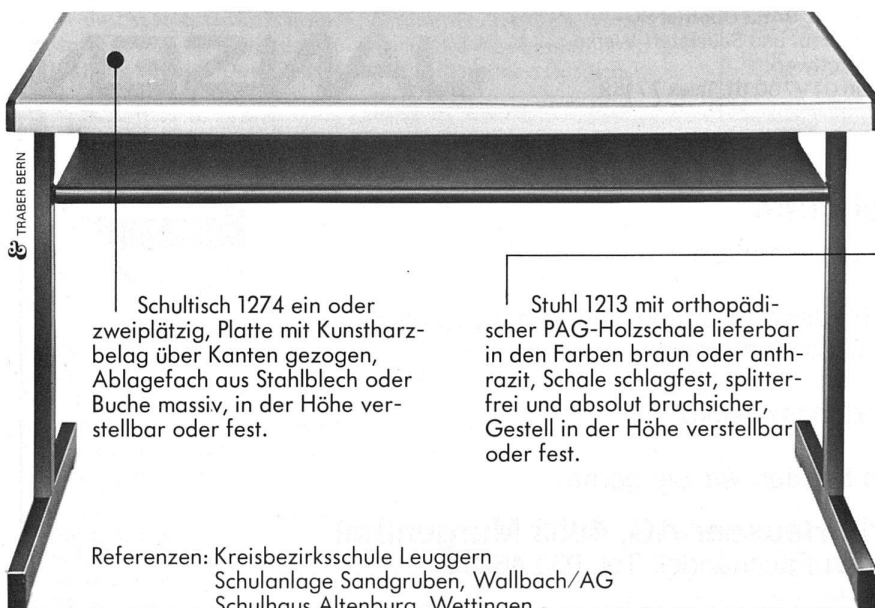 & TRABER BERN
Schultisch 1274 ein oder
zweiplätzig, Platte mit Kunstharz-
belag über Kanten gezogen,
Ablagefach aus Stahlblech oder
Buche massiv, in der Höhe ver-
stellbar oder fest.
Stuhl 1213 mit orthopädi-
scher PAG-Holzschale lieferbar
in den Farben braun oder anth-
razit, Schale schlagfest, splitter-
frei und absolut bruchsicher,
Gestell in der Höhe verstellbar
oder fest.
Referenzen: Kreisbezirksschule Leuggern
Schulanlage Sandgruben, Wallbach/AG
Schulhaus Altenburg, Wettingen